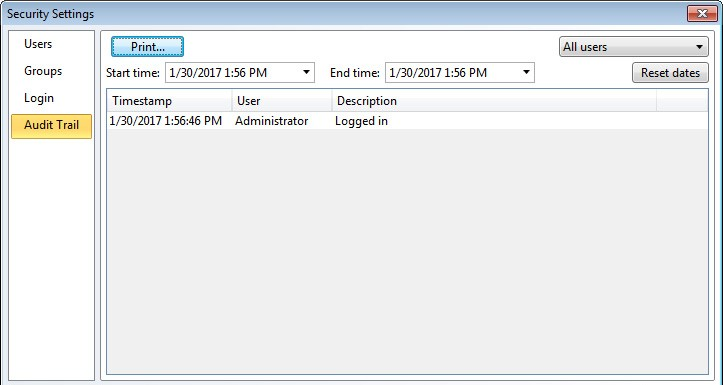 Security Settings
Users
Groups
Login
Audit Trail
Print...
All users
Start time: 1/30/2017 1:56 PM End time: 1/30/2017 1:56 PM Reset dates
Timestamp User Description
1/30/2017 1:56:46 PM Administrator Logged in